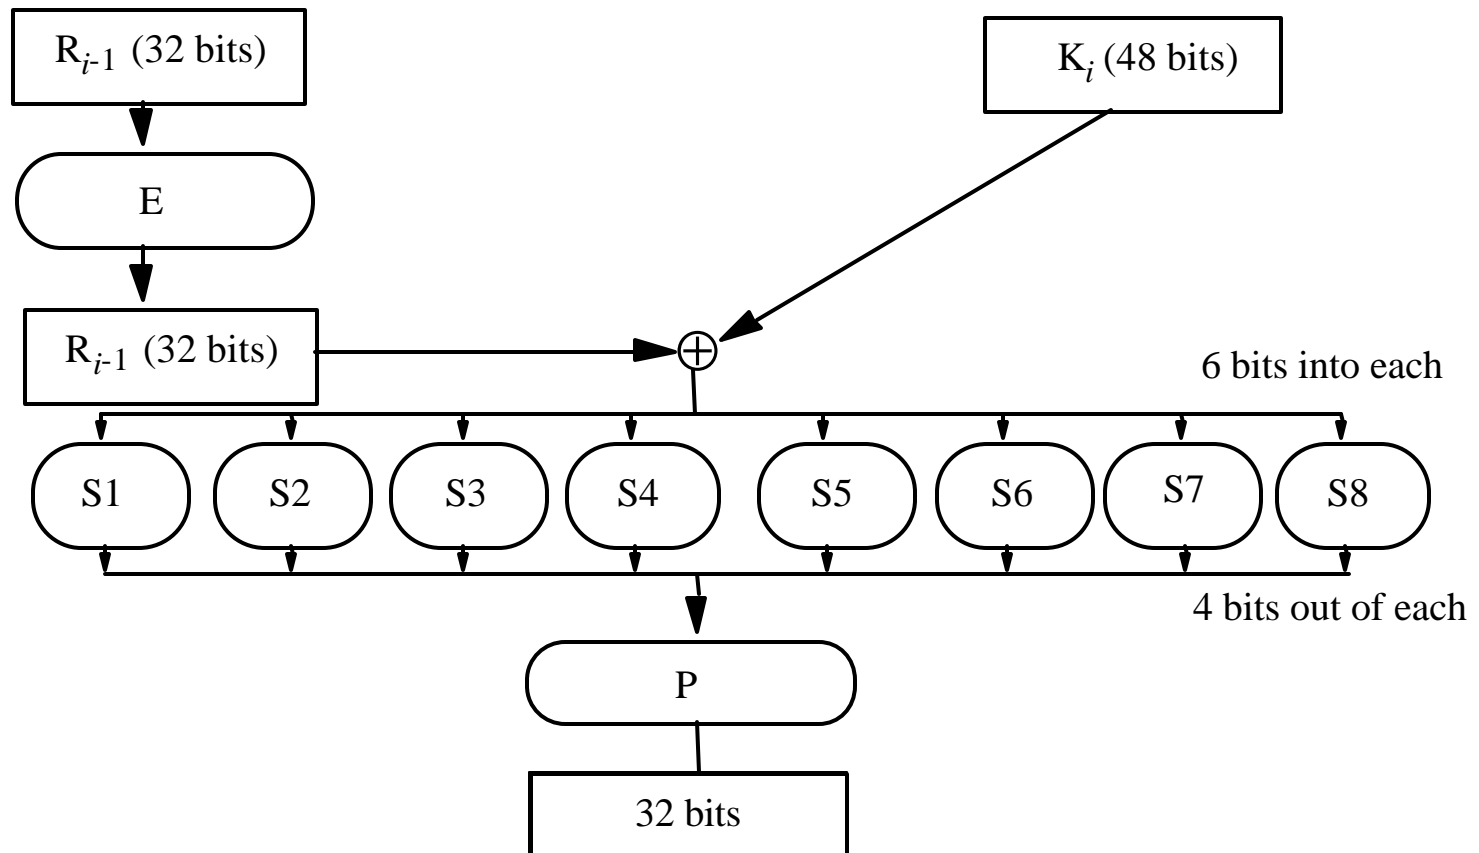 R_{i-1} (32 bits)
K_i (48 bits)
E
R_{i-1} (32 bits)
6 bits into each
S1 S2 S3 S4 S5 S6 S7 S8
4 bits out of each
P
32 bits